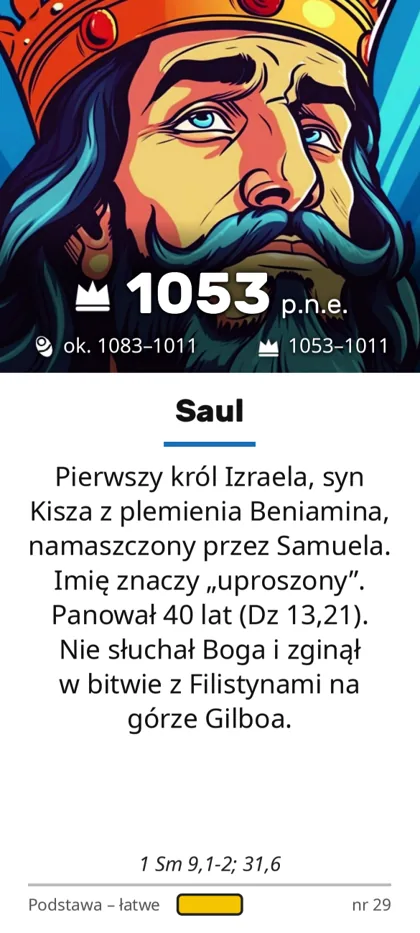 1053 p.n.e.
ok. 1083–1011 1053–1011
Saul
Pierwszy król Izraela, syn
Kisza z plemienia Beniamina,
namaszczony przez Samuela.
Imię znaczy „uproszony”.
Panował 40 lat (Dz 13,21).
Nie słuchał Boga i zginął
w bitwie z Filistynami na
górze Gilboa.
1 Sm 9,1-2; 31,6
Podstawa – łatwe nr 29